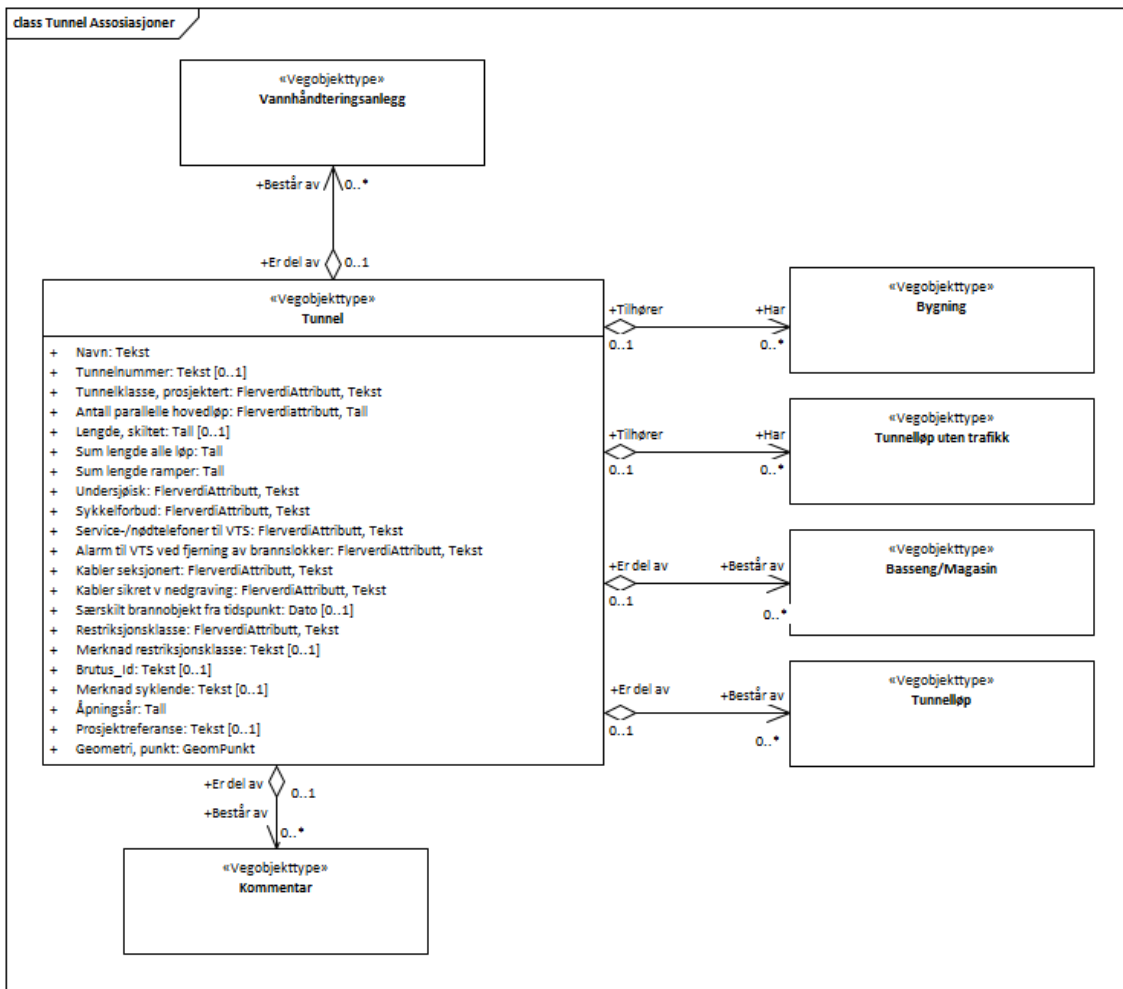 class Tunnel Assosiasjoner
«Vegobjekttype»
Vannhåndteringsanlegg
+Består av 0..*
+Er del av 0..1
«Vegobjekttype»
Tunnel
+ Navn: Tekst
+ Tunnelnummer: Tekst [0..1]
+ Tunnelklasse, prosjektert: FlerverdiAttributt, Tekst
+ Antall parallelle hovedløp: Flerverdiattributt, Tall
+ Lengde, skiltet: Tall [0..1]
+ Sum lengde alle løp: Tall
+ Sum lengde ramper: Tall
+ Undersjøisk: FlerverdiAttributt, Tekst
+ Sykkelforbud: FlerverdiAttributt, Tekst
+ Service-/nødtelefoner til VTS: FlerverdiAttributt, Tekst
+ Alarm til VTS ved fjerning av brannslokker: FlerverdiAttributt, Tekst
+ Kabler seksjonert: FlerverdiAttributt, Tekst
+ Kabler sikret v nedgraving: FlerverdiAttributt, Tekst
+ Særskilt brannobjekt fra tidspunkt: Dato [0..1]
+ Restriksjonsklasse: FlerverdiAttributt, Tekst
+ Merknad restriksjonsklasse: Tekst [0..1]
+ Brutus_Id: Tekst [0..1]
+ Merknad syklende: Tekst [0..1]
+ Åpningsår: Tall
+ Prosjektreferanse: Tekst [0..1]
+ Geometri, punkt: GeomPunkt
+Tilhører +Har
0..1 0..*
«Vegobjekttype»
Bygning
+Tilhører +Har
0..1 0..*
«Vegobjekttype»
Tunnelløp uten trafikk
+Er del av +Består av
0..1 0..*
«Vegobjekttype»
Basseng/Magasin
+Er del av +Består av
0..1 0..*
«Vegobjekttype»
Tunnelløp
+Er del av 0..1
+Består av 0..*
«Vegobjekttype»
Kommentar